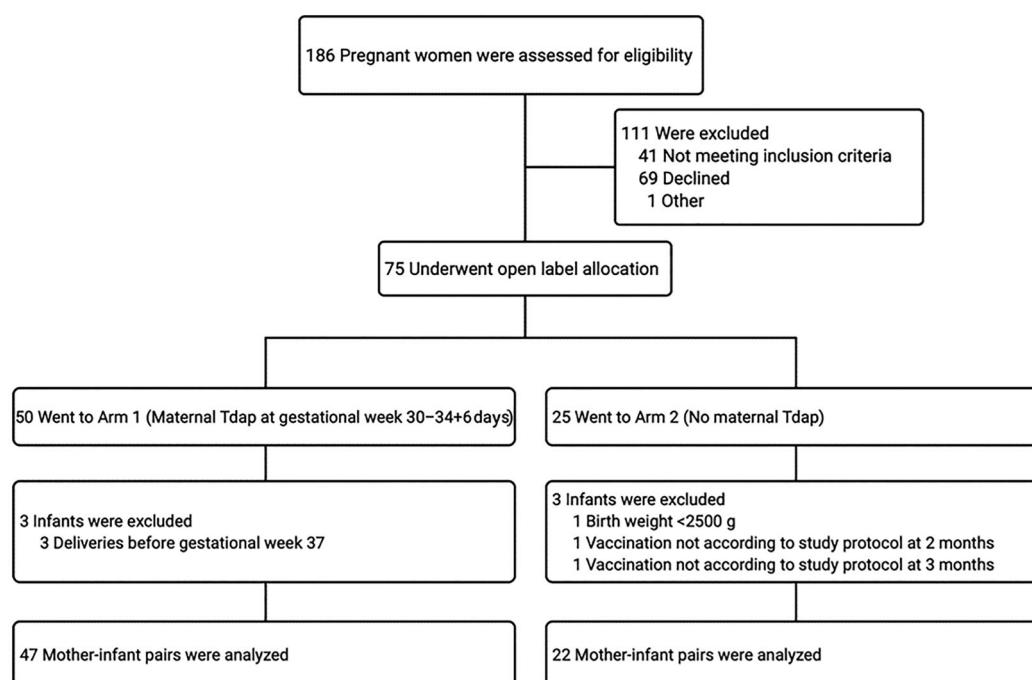 186 Pregnant women were assessed for eligibility
111 Were excluded
41 Not meeting inclusion criteria
69 Declined
1 Other
75 Underwent open label allocation
50 Went to Arm 1 (Maternal Tdap at gestational week 30–34+6 days)
25 Went to Arm 2 (No maternal Tdap)
3 Infants were excluded
3 Deliveries before gestational week 37
3 Infants were excluded
1 Birth weight <2500 g
1 Vaccination not according to study protocol at 2 months
1 Vaccination not according to study protocol at 3 months
47 Mother-infant pairs were analyzed
22 Mother-infant pairs were analyzed